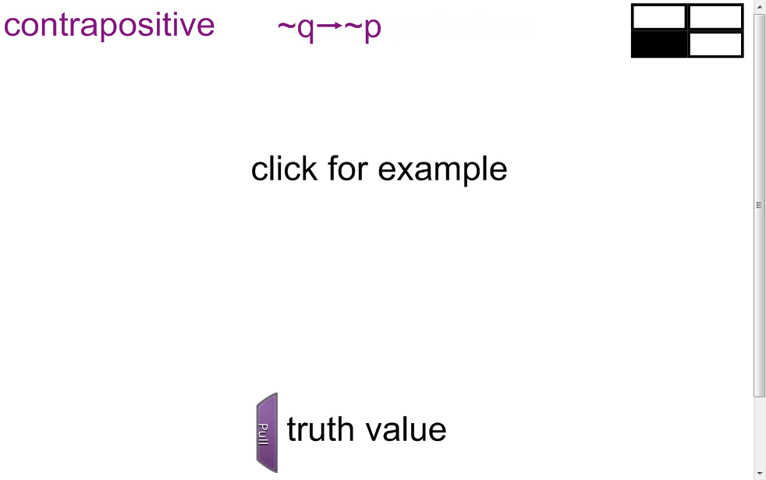 contrapositive ~q→~p
click for example
Pull truth value